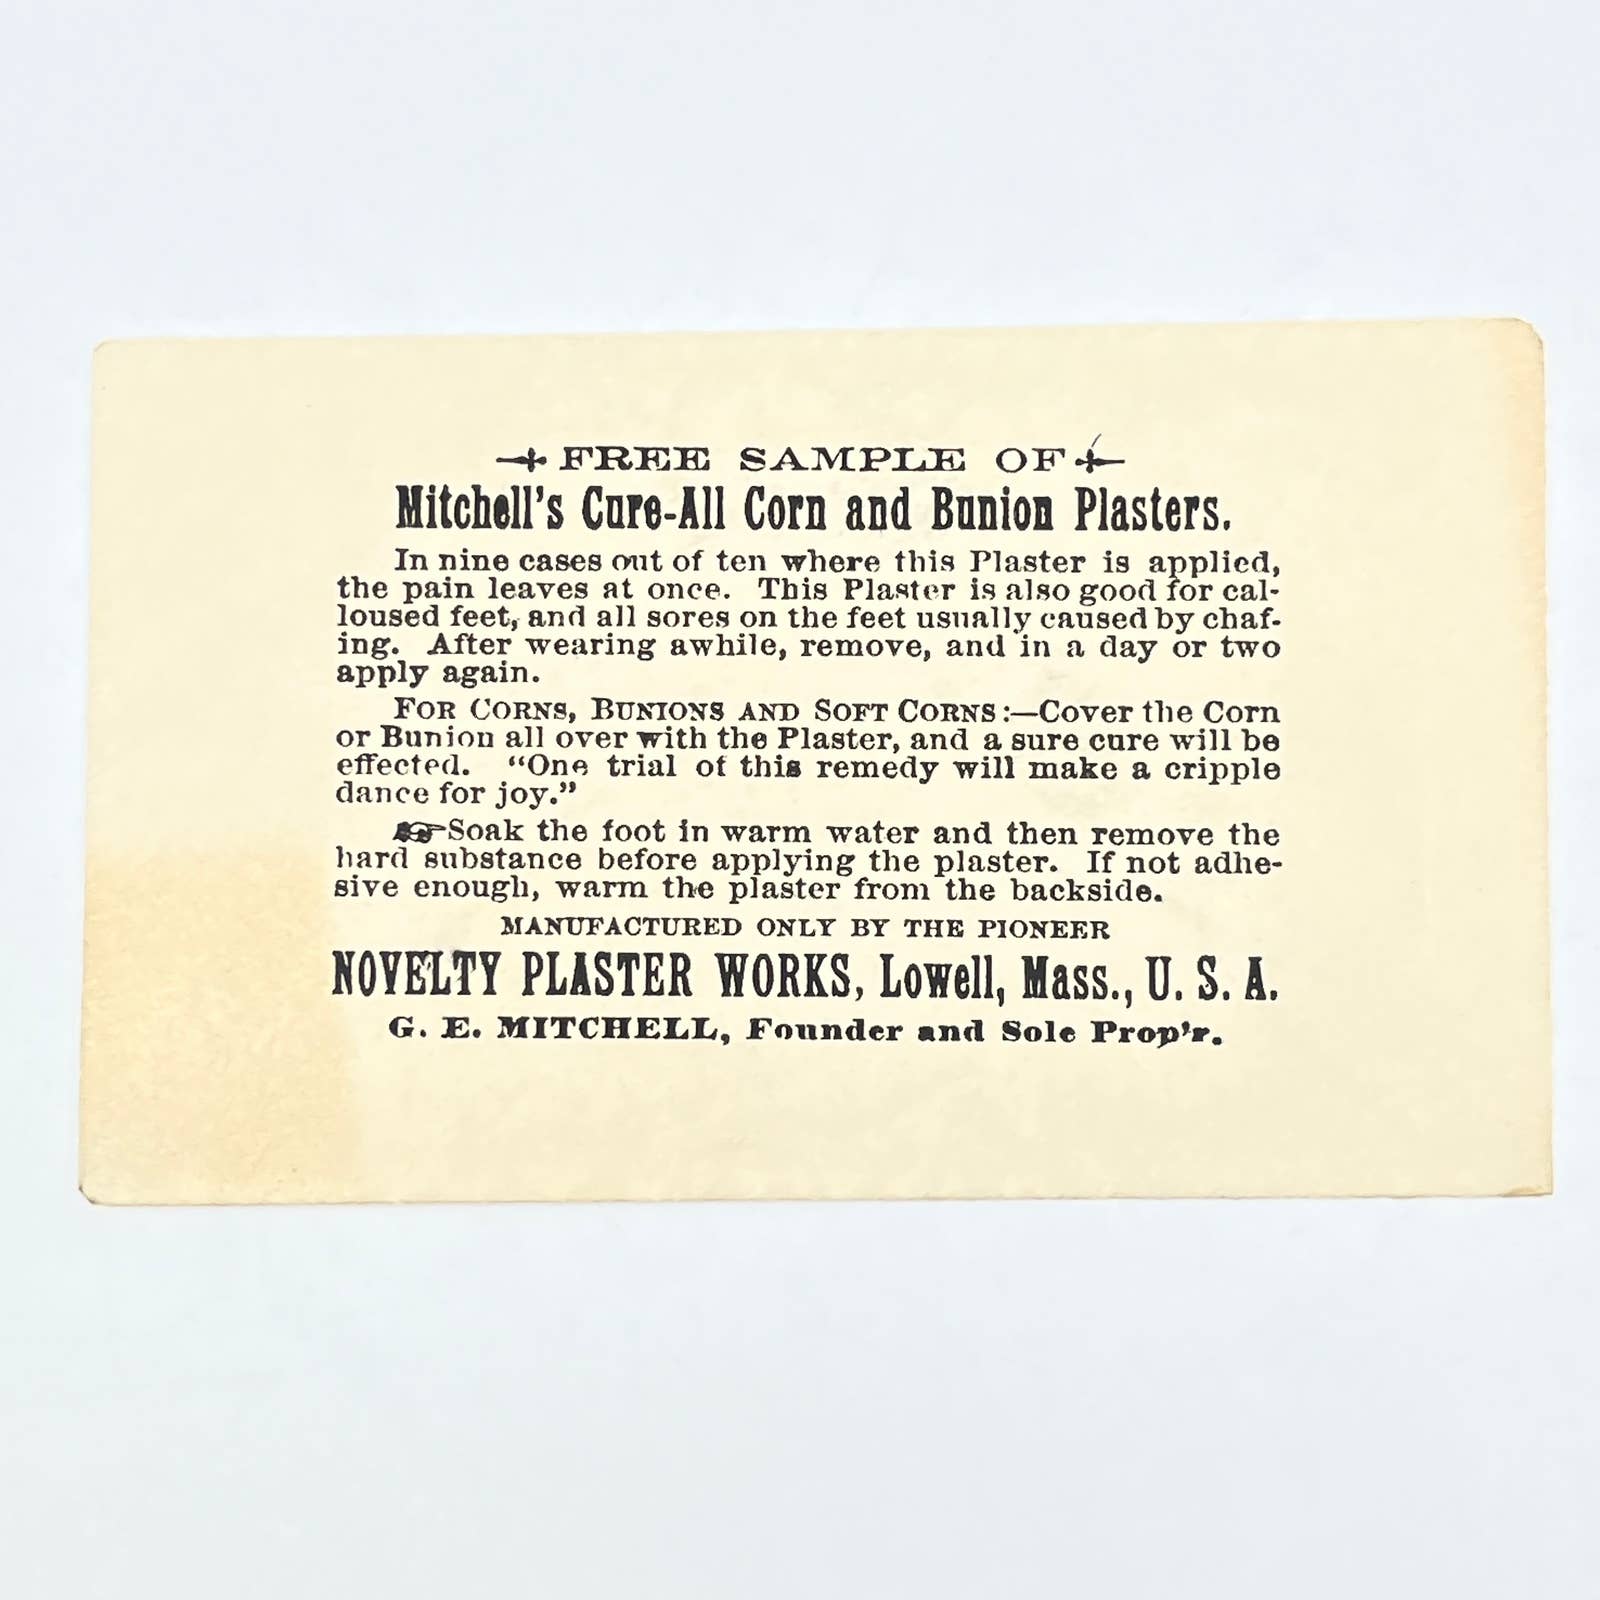 FREE SAMPLE OF
Mitchell's Cure-All Corn and Bunion Plasters.
In nine cases out of ten where this Plaster is applied,
the pain leaves at once. This Plaster is also good for cal-
loused feet, and all sores on the feet usually caused by chaf-
ing. After wearing awhile, remove, and in a day or two
apply again.
FOR CORNS, BUNIONS AND SOFT CORNS:—Cover the Corn
or Bunion all over with the Plaster, and a sure cure will be
effected. “One trial of this remedy will make a cripple
dance for joy.”
☞Soak the foot in warm water and then remove the
hard substance before applying the plaster. If not adhe-
sive enough, warm the plaster from the backside.
MANUFACTURED ONLY BY THE PIONEER
NOVELTY PLASTER WORKS, Lowell, Mass., U. S. A.
G. E. MITCHELL, Founder and Sole Prop'r.